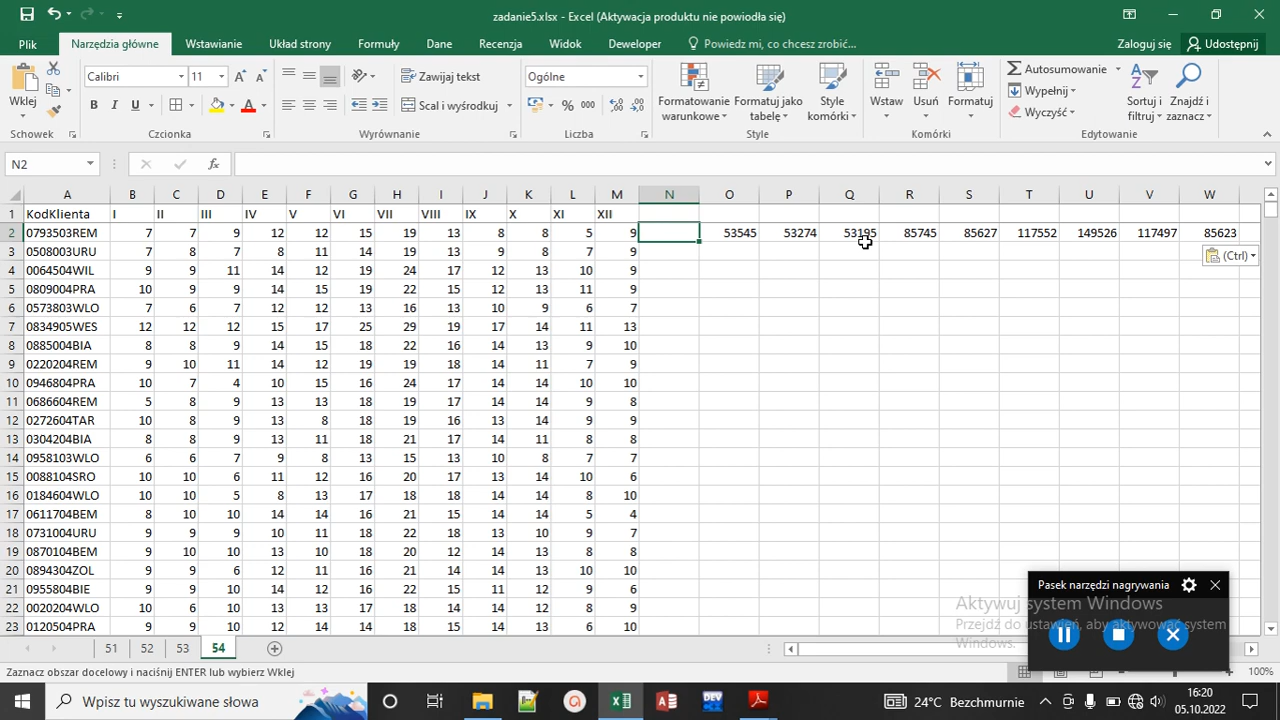 zadanie5.xlsx - Excel (Aktywacja produktu nie powiodła się)
Plik Narzędzia główne Wstawianie Układ strony Formuły Dane Recenzja Widok Deweloper Powiedz mi, co chcesz zrobić... Zaloguj się Udostępnij
Wklej
Calibri 11
Zawijaj tekst
Scal i wyśrodkuj
Ogólne
Formatowanie warunkowe
Formatuj jako tabelę
Style komórki
Wstaw Usuń Formatuj
Autosumowanie
Wypełnij
Wyczyść
Sortuj i filtruj
Znajdź i zaznacz
Schowek Czcionka Wyrównanie Liczba Style Komórki Edytowanie
N2 fx
A B C D E F G H I J K L M N O P Q R S T U V W
1 KodKlienta I II III IV V VI VII VIII IX X XI XII
2 0793503REM 7 7 9 12 12 15 19 13 8 8 5 9 53545 53274 53195 85745 85627 117552 149526 117497 85623
3 0508003URU 7 8 7 8 11 14 19 13 9 8 7 9
(Ctrl)
4 0064504WIL 9 9 11 14 12 19 24 17 12 13 10 9
5 0809004PRA 10 9 9 14 15 19 22 15 12 13 11 9
6 0573803WLO 7 6 7 12 12 13 16 13 10 9 6 7
7 0834905WES 12 12 12 15 17 25 29 19 17 14 11 13
8 0885004BIA 8 8 9 14 15 18 22 16 14 13 9 10
9 0220204REM 9 10 11 14 12 19 19 18 14 11 7 9
10 0946804PRA 10 7 4 10 15 16 24 17 14 14 10 10
11 0686604REM 5 8 9 13 13 18 19 17 14 14 9 8
12 0272604TAR 10 8 9 13 8 18 19 16 13 14 9 9
13 0304204BIA 8 8 9 13 11 18 21 17 14 11 8 8
14 0958103WLO 6 6 7 9 8 13 15 13 10 8 7 7
15 0088104SRO 10 10 6 11 12 16 20 17 13 14 10 6
16 0184604WLO 10 10 5 8 13 17 18 18 14 14 8 10
17 0611704BEM 8 10 10 14 14 16 21 15 14 14 5 4
18 0731004URU 9 9 9 10 11 18 22 18 13 10 9 7
19 0870104BEM 9 10 10 13 10 18 20 12 14 13 8 8
20 0894304ZOL 9 9 6 12 11 16 21 14 14 13 10 10
21 0955804BIE 9 9 10 14 12 16 22 15 11 12 9 6
22 0020204WLO 10 6 10 13 13 17 18 14 14 12 8 9
23 0120504PRA 9 9 10 12 14 14 18 15 14 13 6 10
Pasek narzędzi nagrywania
Aktywuj system Windows
Przejdź do ustawień, aby aktywować system Windows.
51 52 53 54
Zaznacz obszar docelowy i naciśnij ENTER lub wybierz Wklej
100%
Wpisz tu wyszukiwane słowa
DEV
24°C Bezchmurnie
16:20
05.10.2022